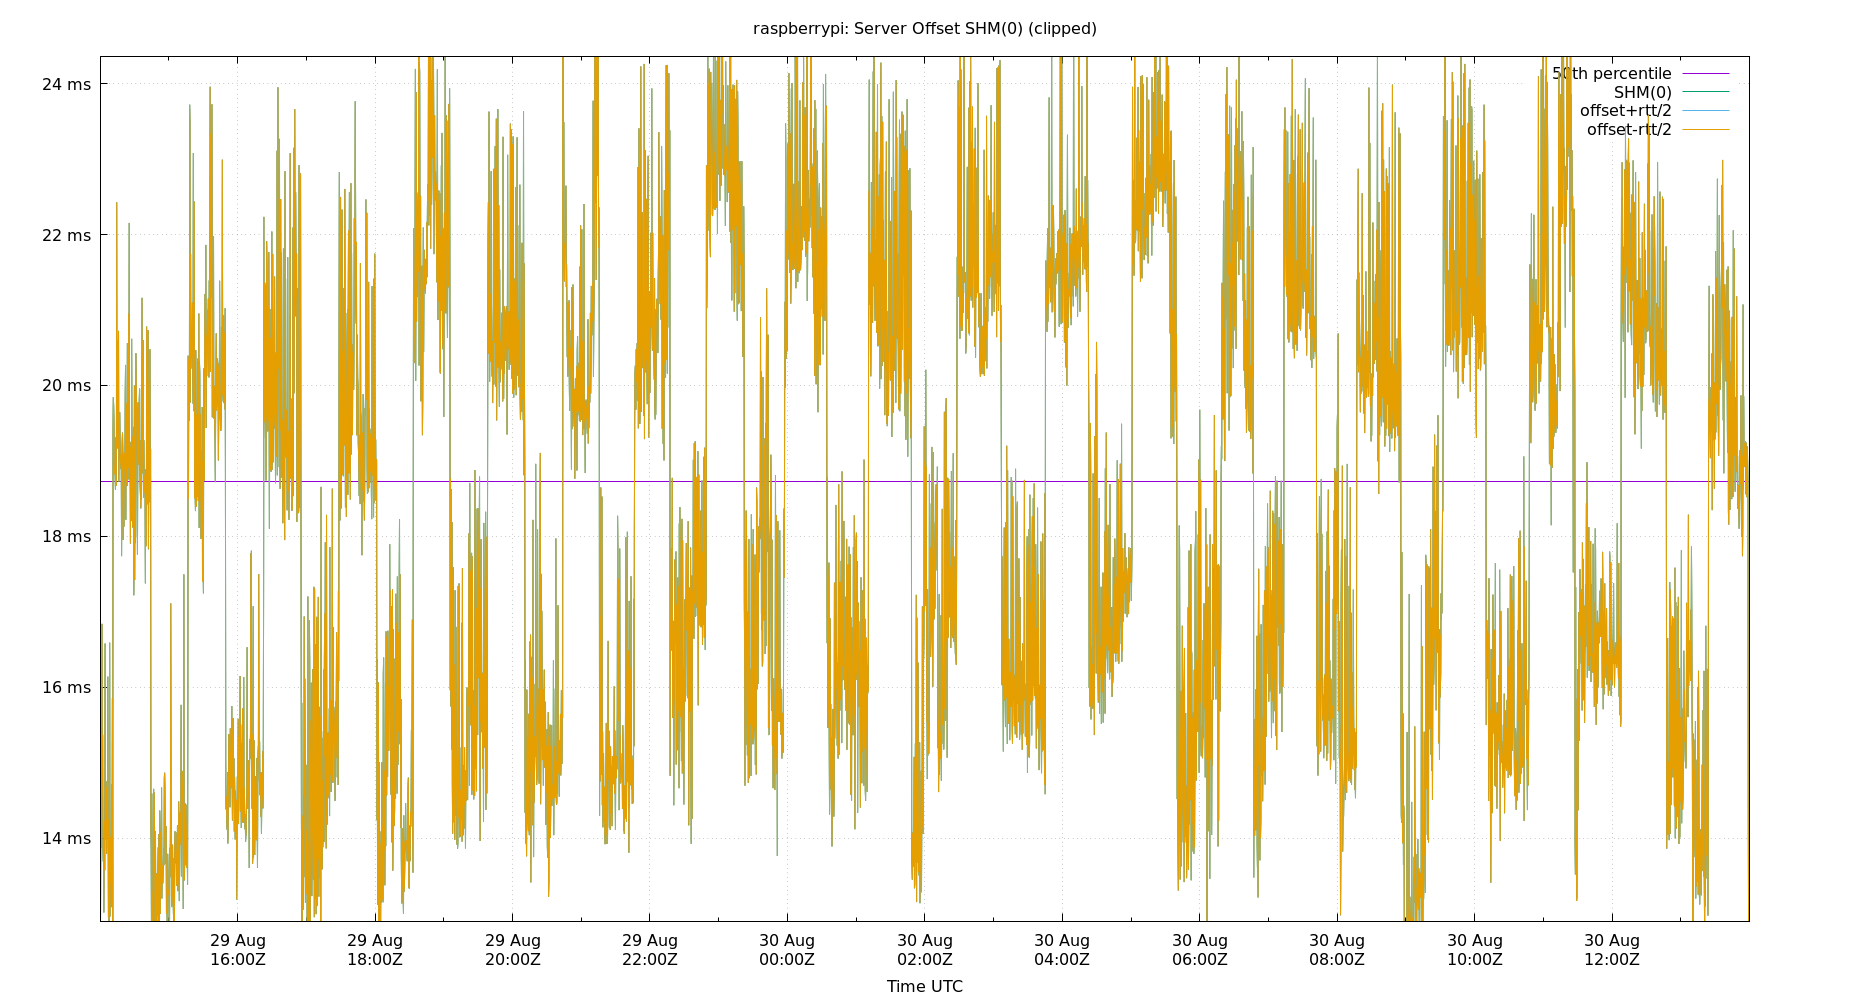 raspberrypi: Server Offset SHM(0) (clipped)
24 ms
22 ms
20 ms
18 ms
16 ms
14 ms
50th percentile
SHM(0)
offset+rtt/2
offset-rtt/2
29 Aug
16:00Z
29 Aug
18:00Z
29 Aug
20:00Z
29 Aug
22:00Z
30 Aug
00:00Z
30 Aug
02:00Z
30 Aug
04:00Z
30 Aug
06:00Z
30 Aug
08:00Z
30 Aug
10:00Z
30 Aug
12:00Z
Time UTC